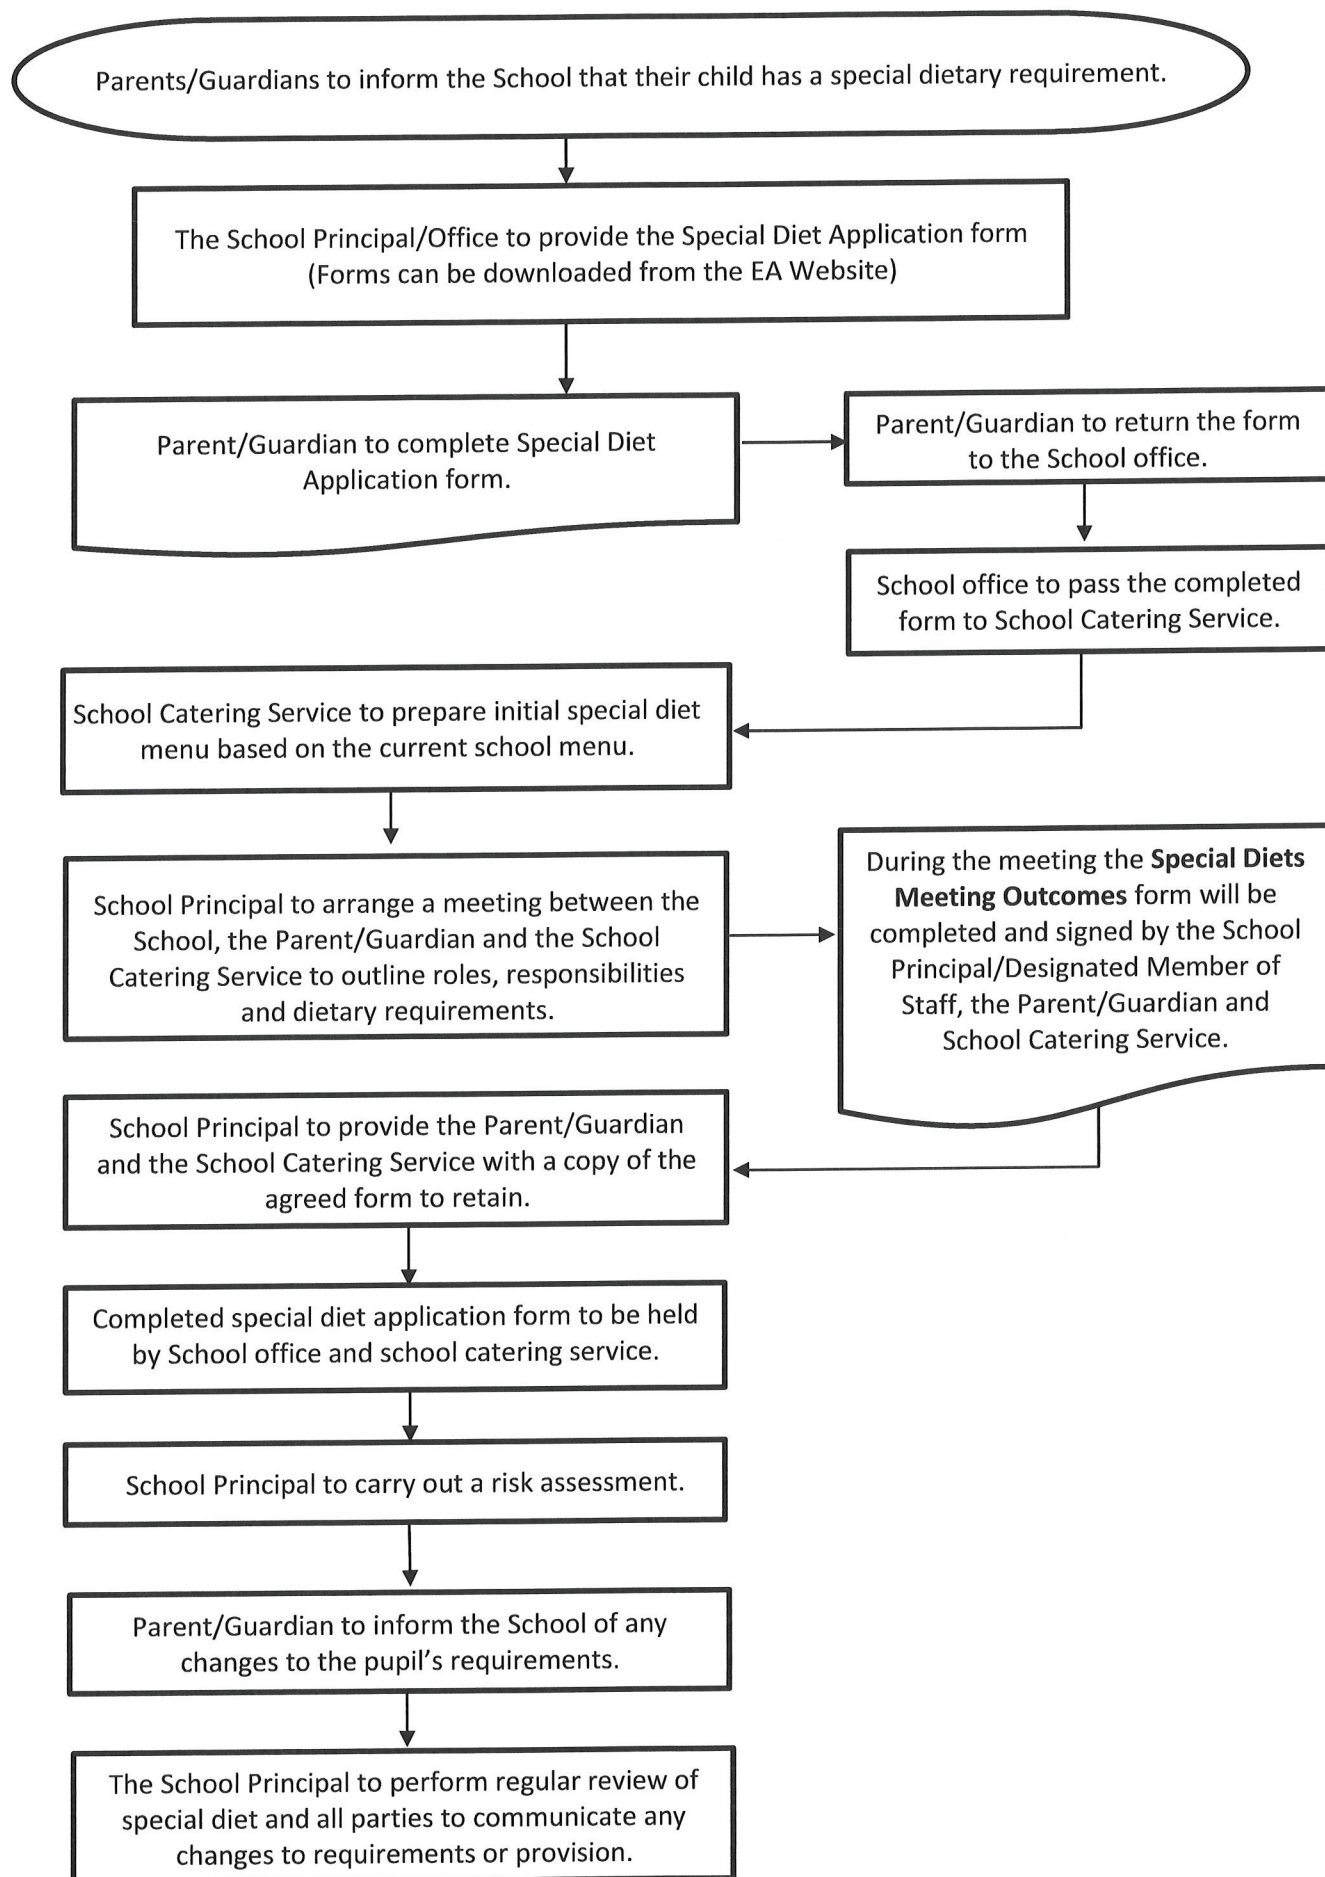 Parents/Guardians to inform the School that their child has a special dietary requirement.
The School Principal/Office to provide the Special Diet Application form
(Forms can be downloaded from the EA Website)
Parent/Guardian to complete Special Diet
Application form.
Parent/Guardian to return the form
to the School office.
School office to pass the completed
form to School Catering Service.
School Catering Service to prepare initial special diet
menu based on the current school menu.
School Principal to arrange a meeting between the
School, the Parent/Guardian and the School
Catering Service to outline roles, responsibilities
and dietary requirements.
During the meeting the Special Diets
Meeting Outcomes form will be
completed and signed by the School
Principal/Designated Member of
Staff, the Parent/Guardian and
School Catering Service.
School Principal to provide the Parent/Guardian
and the School Catering Service with a copy of the
agreed form to retain.
Completed special diet application form to be held
by School office and school catering service.
School Principal to carry out a risk assessment.
Parent/Guardian to inform the School of any
changes to the pupil's requirements.
The School Principal to perform regular review of
special diet and all parties to communicate any
changes to requirements or provision.